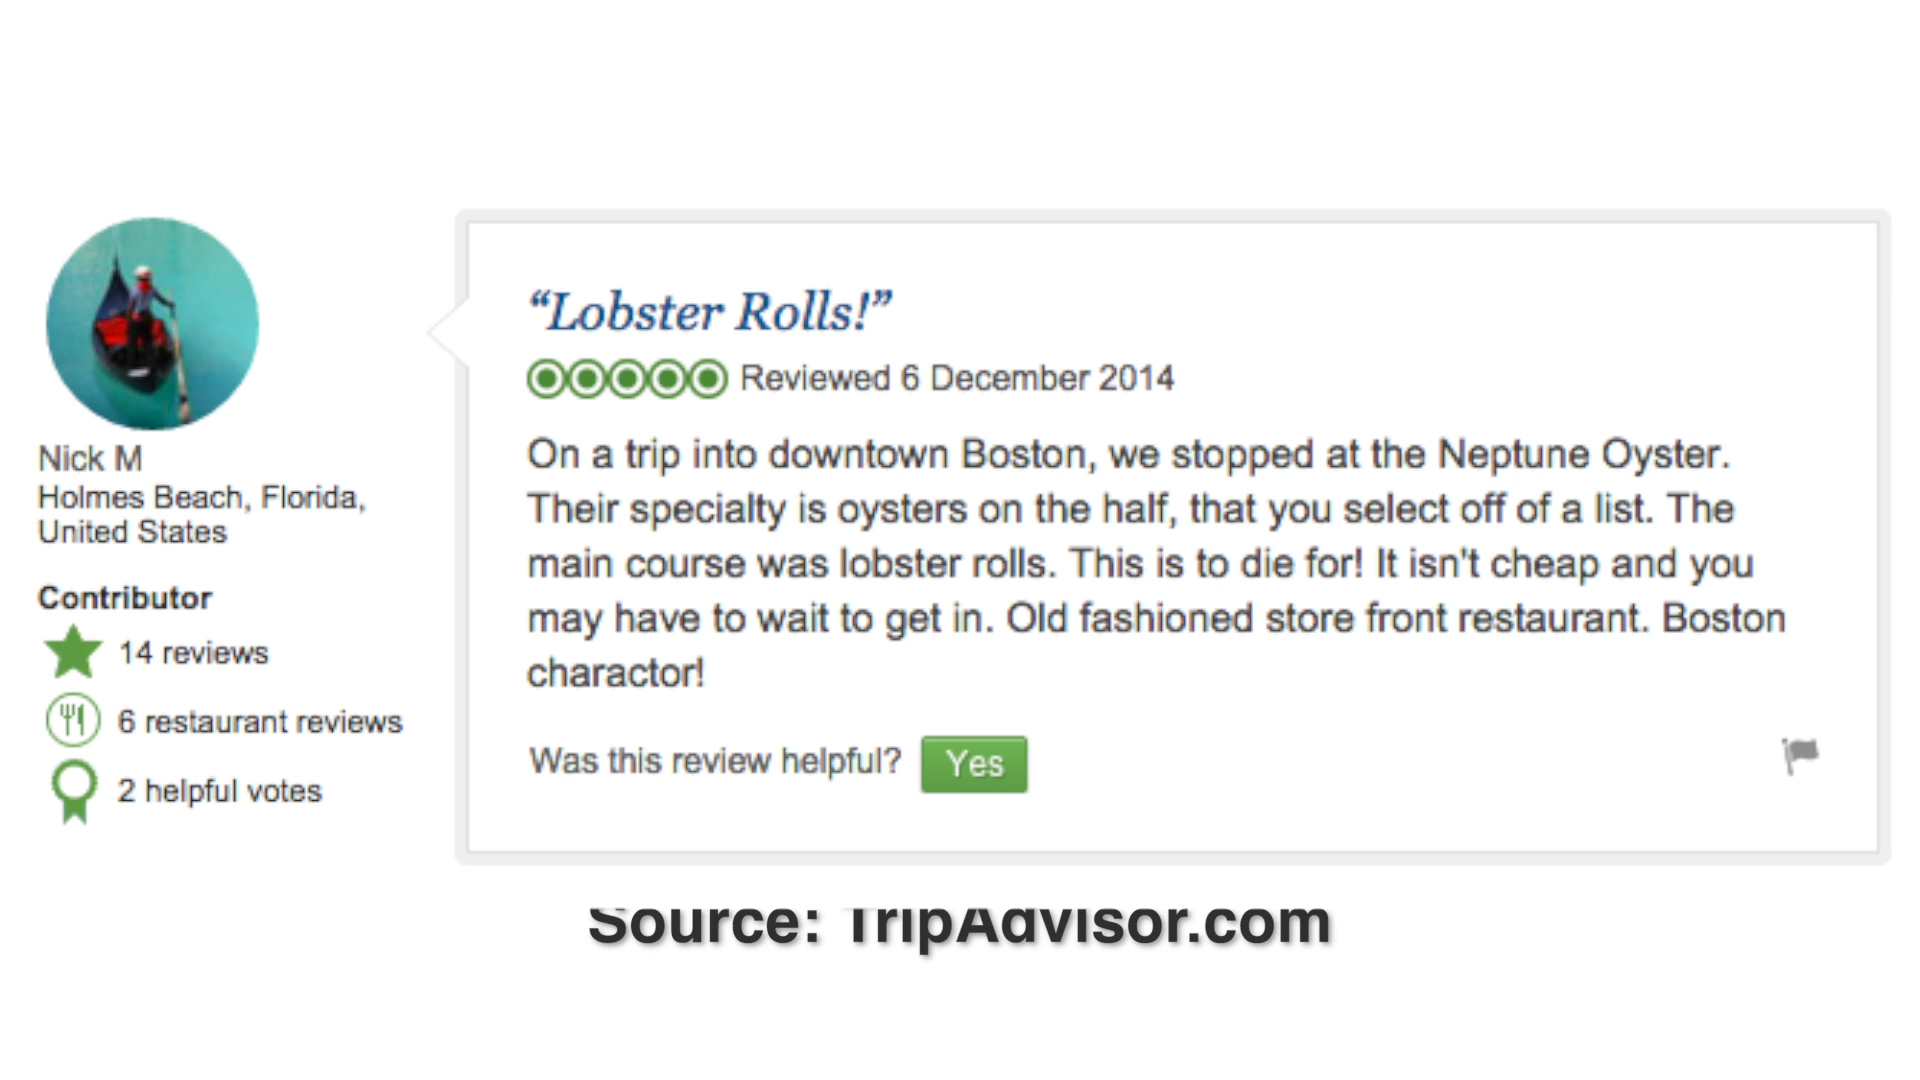 Nick M
Holmes Beach, Florida,
United States
Contributor
14 reviews
6 restaurant reviews
2 helpful votes
“Lobster Rolls!”
Reviewed 6 December 2014
On a trip into downtown Boston, we stopped at the Neptune Oyster.
Their specialty is oysters on the half, that you select off of a list. The
main course was lobster rolls. This is to die for! It isn't cheap and you
may have to wait to get in. Old fashioned store front restaurant. Boston
charactor!
Was this review helpful? Yes
Source: TripAdvisor.com